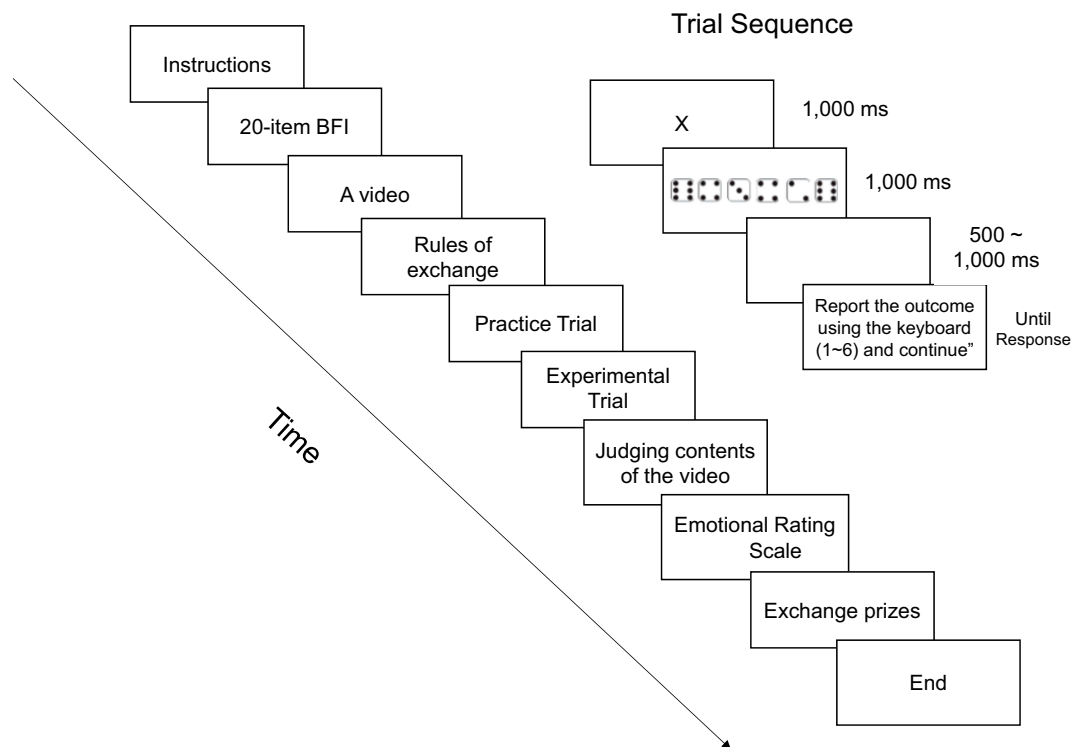 Trial Sequence
Instructions
20-item BFI
A video
Rules of
exchange
Practice Trial
Experimental
Trial
Judging contents
of the video
Emotional Rating
Scale
Exchange prizes
End
Time
X
1,000 ms
1,000 ms
500 ~
1,000 ms
Report the outcome
using the keyboard
(1~6) and continue”
Until
Response